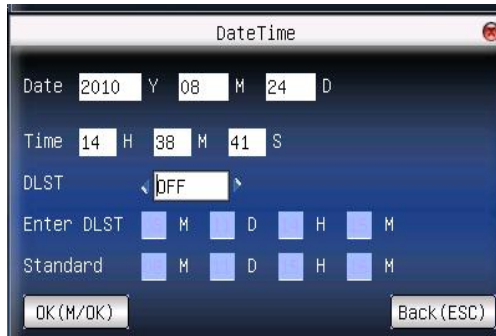 DateTime
Date 2010 Y 08 M 24 D
Time 14 H 38 M 41 S
DLST OFF
Enter DLST M D H M
Standard M D H M
OK(M/OK) Back(ESC)